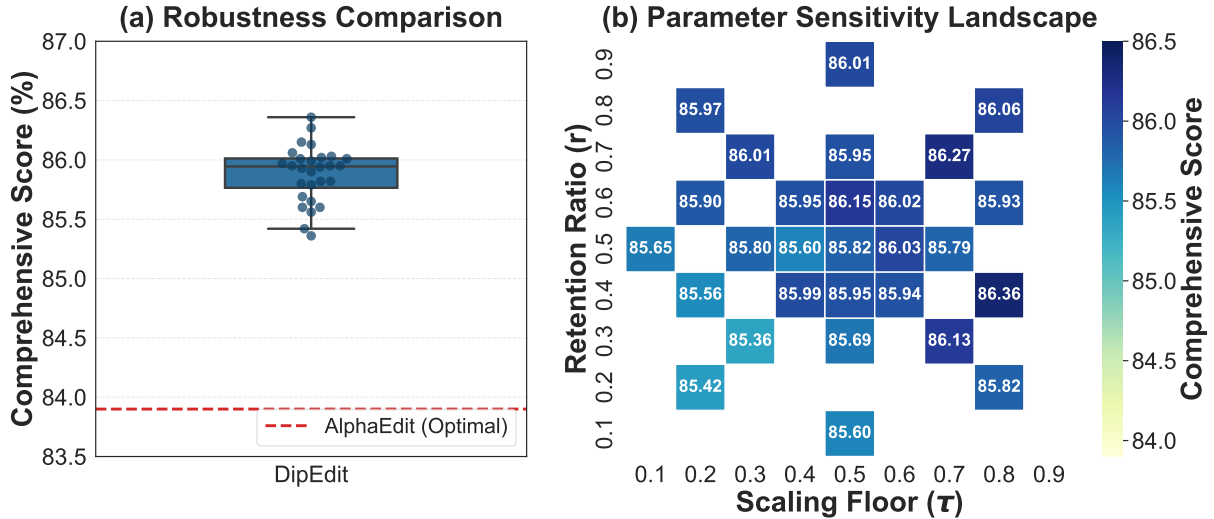 (a) Robustness Comparison
Comprehensive Score (%)
87.0
86.5
86.0
85.5
85.0
84.5
84.0
83.5
AlphaEdit (Optimal)
DipEdit
(b) Parameter Sensitivity Landscape
Retention Ratio (r)
0.9
0.8
0.7
0.6
0.5
0.4
0.3
0.2
0.1
86.01
85.97 86.06
86.01 85.95 86.27
85.90 85.95 86.15 86.02 85.93
85.65 85.80 85.60 85.82 86.03 85.79
85.56 85.99 85.95 85.94 86.36
85.36 85.69 86.13
85.42 85.82
85.60
0.1 0.2 0.3 0.4 0.5 0.6 0.7 0.8 0.9
Scaling Floor (τ)
86.5
86.0
85.5
85.0
84.5
84.0
Comprehensive Score